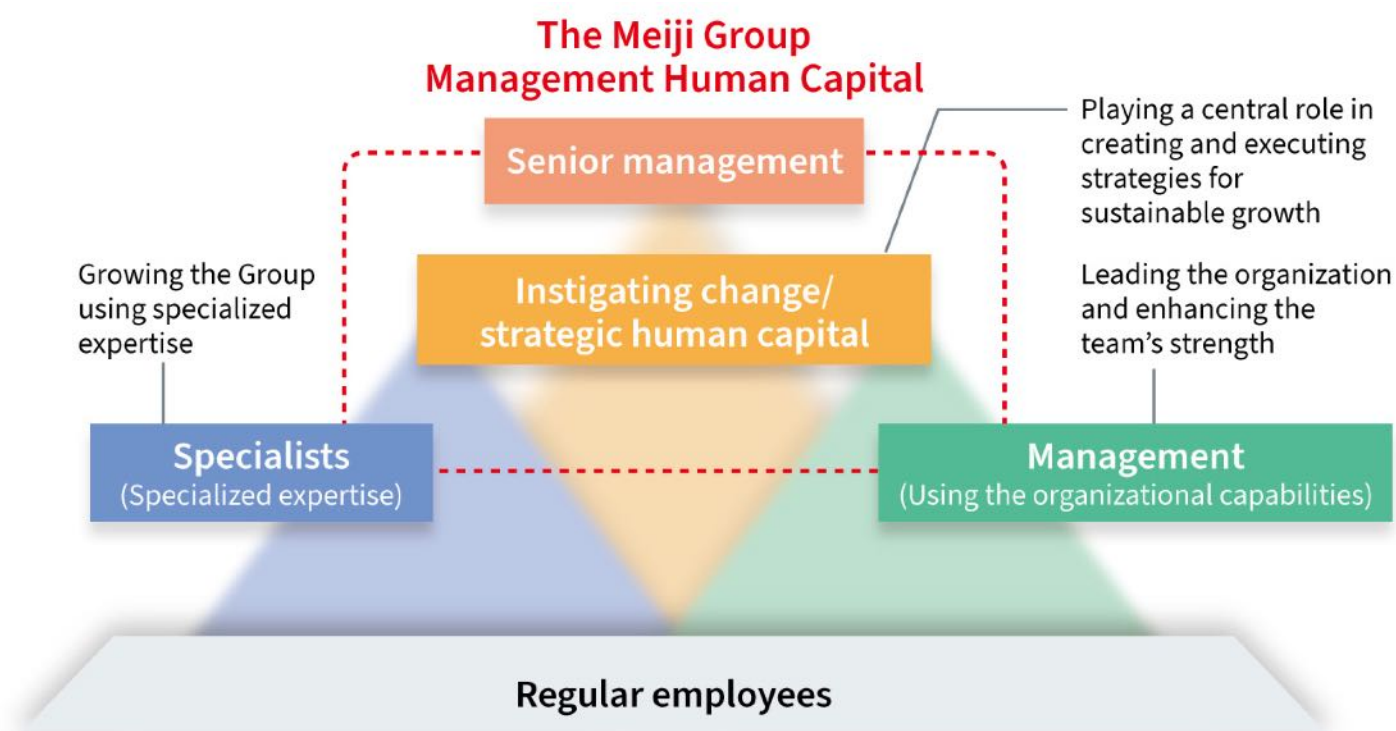 The Meiji Group
Management Human Capital
Senior management
Playing a central role in
creating and executing
strategies for
sustainable growth
Instigating change/
strategic human capital
Growing the Group
using specialized
expertise
Leading the organization
and enhancing the
team’s strength
Specialists
(Specialized expertise)
Management
(Using the organizational capabilities)
Regular employees